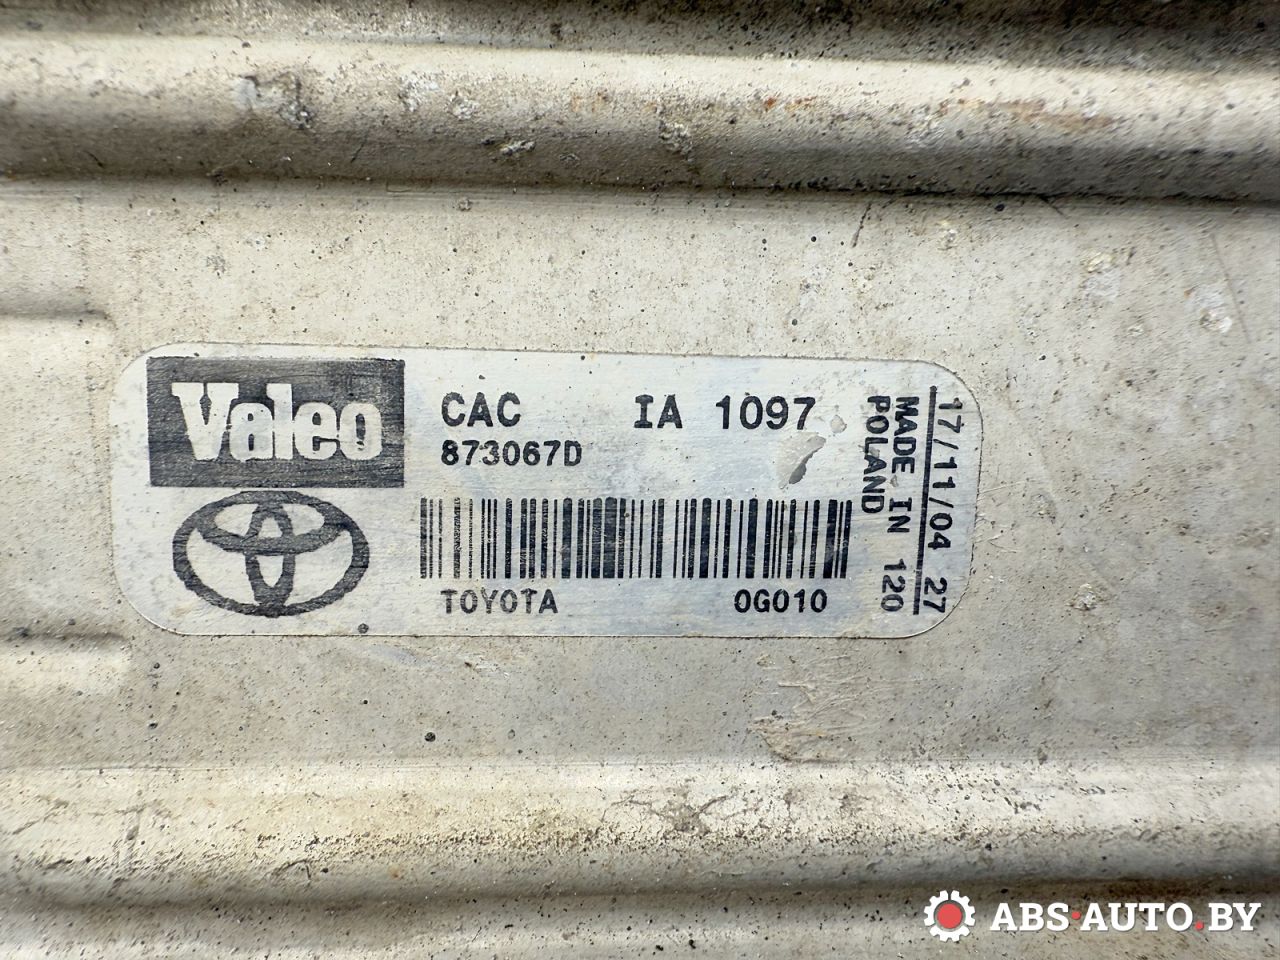 Valeo
CAC IA 1097
873067D
TOYOTA 0G010
MADE IN 120
POLAND
17/11/04 27
ABS·AUTO.BY